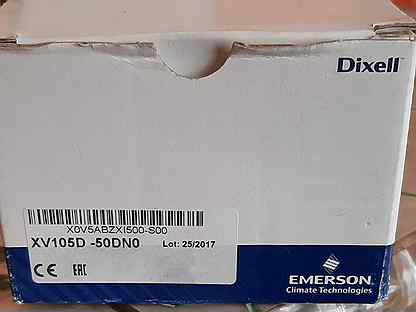 Dixell
X0V5ABZXI500-S00
XV105D -50DN0 Lot: 25/2017
CE EAC
EMERSON
Climate Technologies